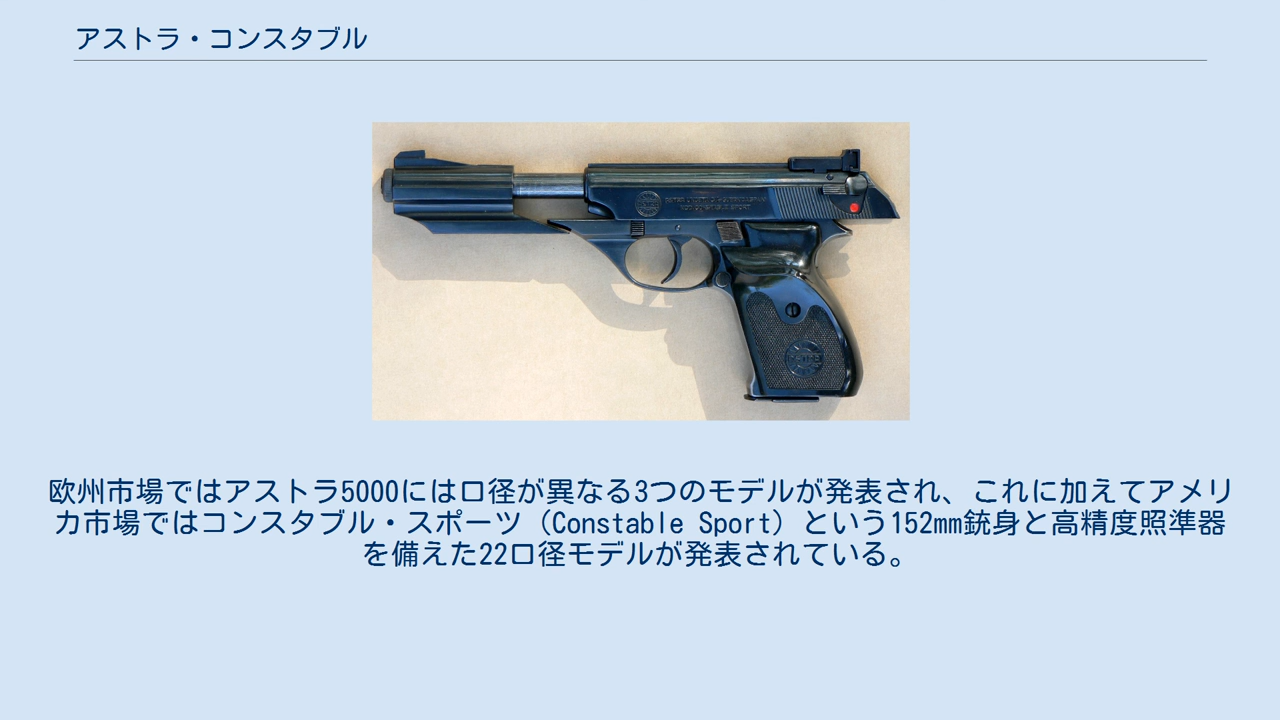 アストラ・コンスタブル
欧州市場ではアストラ5000には口径が異なる3つのモデルが発表され、これに加えてアメリ
カ市場ではコンスタブル・スポーツ（Constable Sport）という152mm銃身と高精度照準器
を備えた22口径モデルが発表されている。